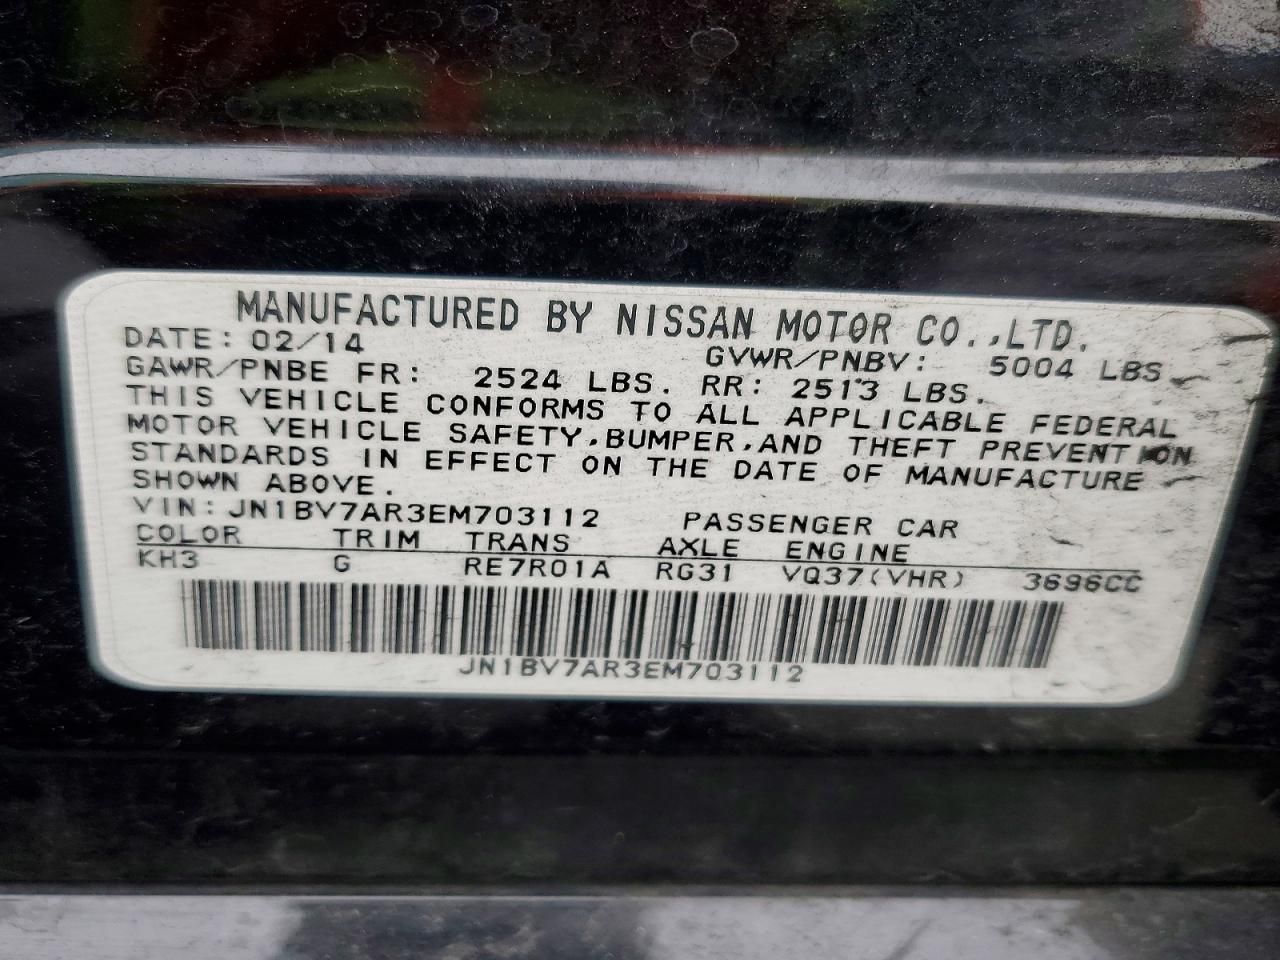 MANUFACTURED BY NISSAN MOTOR CO.,LTD.
DATE: 02/14 GVWR/PNBV: 5004 LBS
GAWR/PNBE FR: 2524 LBS. RR: 2513 LBS.
THIS VEHICLE CONFORMS TO ALL APPLICABLE FEDERAL
MOTOR VEHICLE SAFETY,BUMPER,AND THEFT PREVENTION
STANDARDS IN EFFECT ON THE DATE OF MANUFACTURE
SHOWN ABOVE.
VIN: JN1BV7AR3EM703112 PASSENGER CAR
COLOR TRIM TRANS AXLE ENGINE
KH3 G RE7R01A RG31 VQ37(VHR) 3696CC
JN1BV7AR3EM703112